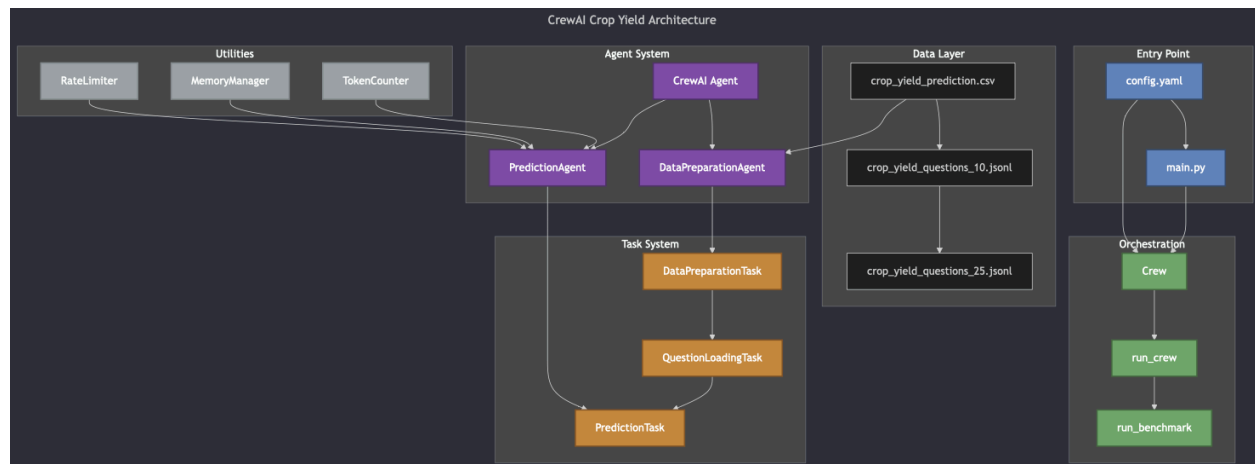 CrewAI Crop Yield Architecture
Utilities
RateLimiter
MemoryManager
TokenCounter
Agent System
CrewAI Agent
PredictionAgent
DataPreparationAgent
Data Layer
crop_yield_prediction.csv
crop_yield_questions_10.jsonl
crop_yield_questions_25.jsonl
Entry Point
config.yaml
main.py
Task System
DataPreparationTask
QuestionLoadingTask
PredictionTask
Orchestration
Crew
run_crew
run_benchmark